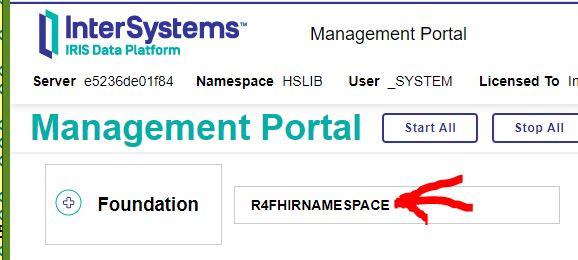 InterSystems™
IRIS Data Platform
Management Portal
Server e5236de01f84 Namespace HSLIB User _SYSTEM Licensed To
Management Portal Start All Stop All
Foundation R4FHIRNAMESPACE